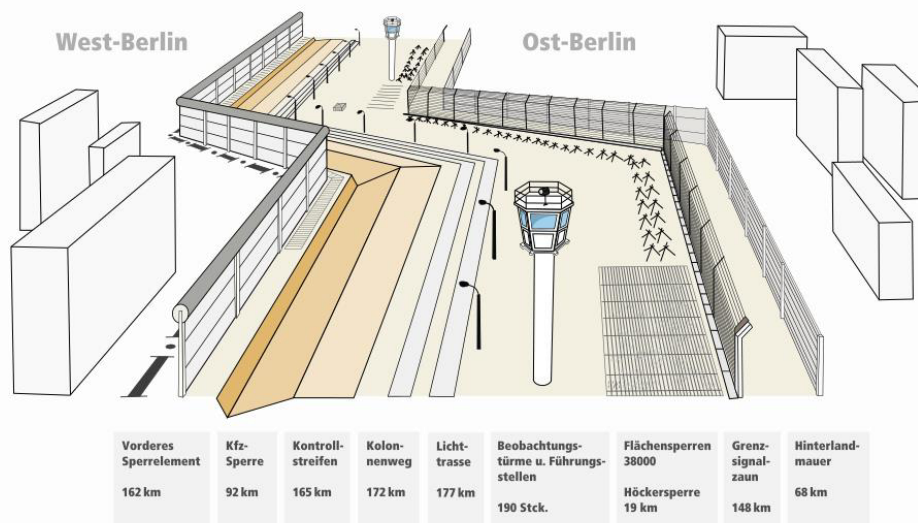 West-Berlin
Ost-Berlin
Vorderes
Sperrelement
162 km
Kfz-
Sperre
92 km
Kontroll-
streifen
165 km
Kolon-
nenweg
172 km
Licht-
trasse
177 km
Beobachtungs-
türme u. Führungs-
stellen
190 Stck.
Flächensperren
38000
Höckersperre
19 km
Grenz-
signal-
zaun
148 km
Hinterland-
mauer
68 km